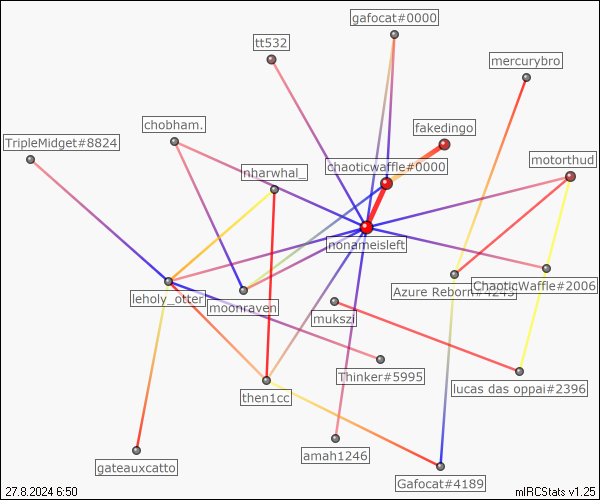 gafocat#0000
tt532
mercurybro
fakedingo
chobham.
TripleMidget#8824
nharwhal_
chaoticwaffle#0000
motorthud
nonameisleft
ChaoticWaffle#2006
Azure Reborn#4245
leholy_otter
moonraven
mukszi
Thinker#5995
lucas das oppai#2396
then1cc
amah1246
gateauxcatto
Gafocat#4189
27.8.2024 6:50
mIRCStats v1.25